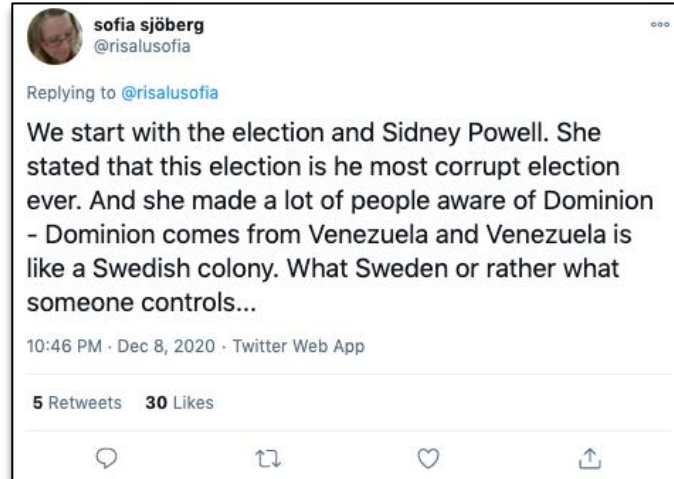 sofia sjöberg
@risalusofia
Replying to @risalusofia
We start with the election and Sidney Powell. She
stated that this election is he most corrupt election
ever. And she made a lot of people aware of Dominion
- Dominion comes from Venezuela and Venezuela is
like a Swedish colony. What Sweden or rather what
someone controls...
10:46 PM · Dec 8, 2020 · Twitter Web App
5 Retweets 30 Likes